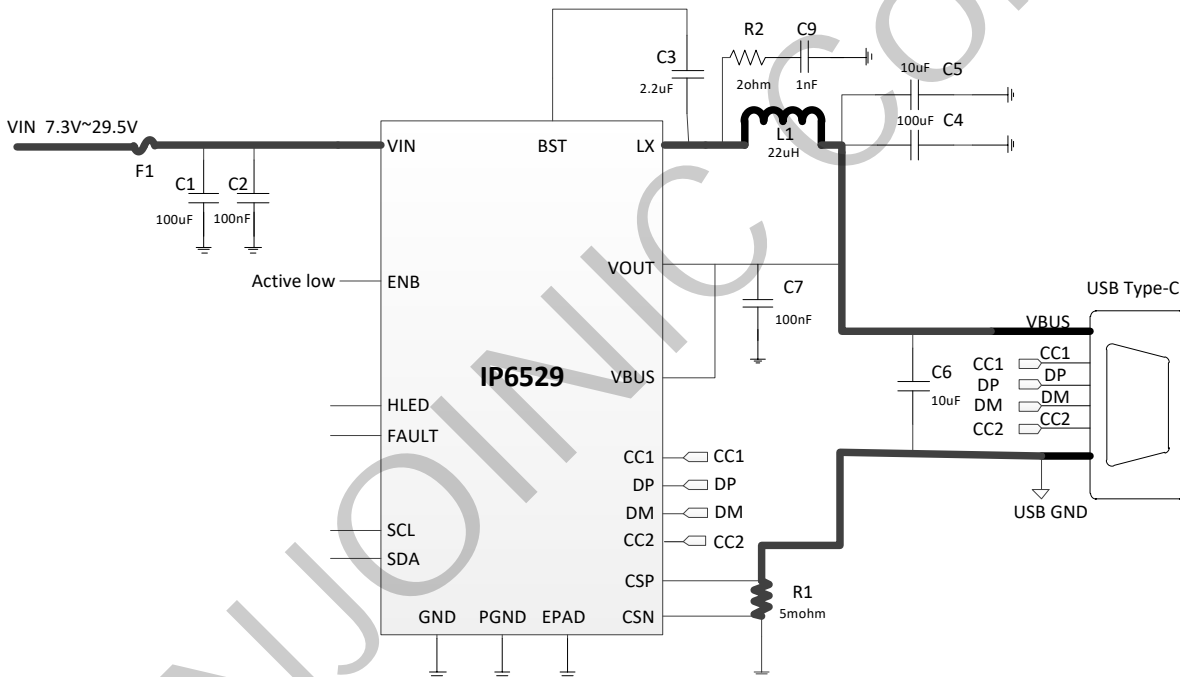 R2
C9
C3
2.2uF
2ohm
1nF
10uF
C5
100uF
C4
VIN 7.3V~29.5V
F1
VIN
BST
LX
L1
22uH
C1
C2
100uF
100nF
Active low
ENB
VOUT
C7
100nF
USB Type-C
VBUS
IP6529
VBUS
C6
10uF
CC1
CC1
DP
DP
DM
DM
CC2
CC2
HLED
FAULT
CC1
CC1
DP
DP
DM
DM
CC2
CC2
USB GND
SCL
SDA
CSP
R1
5mohm
CSN
GND
PGND
EPAD
INJOINIC CO